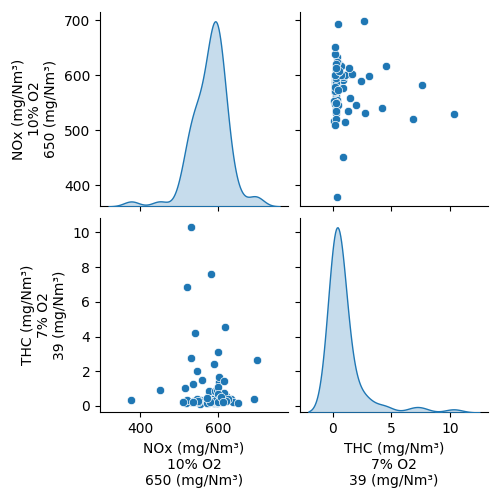 700
600
500
400
NOx (mg/Nm³)
10% O2
650 (mg/Nm³)
10
8
6
4
2
0
THC (mg/Nm³)
7% O2
39 (mg/Nm³)
400 600
NOx (mg/Nm³)
10% O2
650 (mg/Nm³)
0 5 10
THC (mg/Nm³)
7% O2
39 (mg/Nm³)